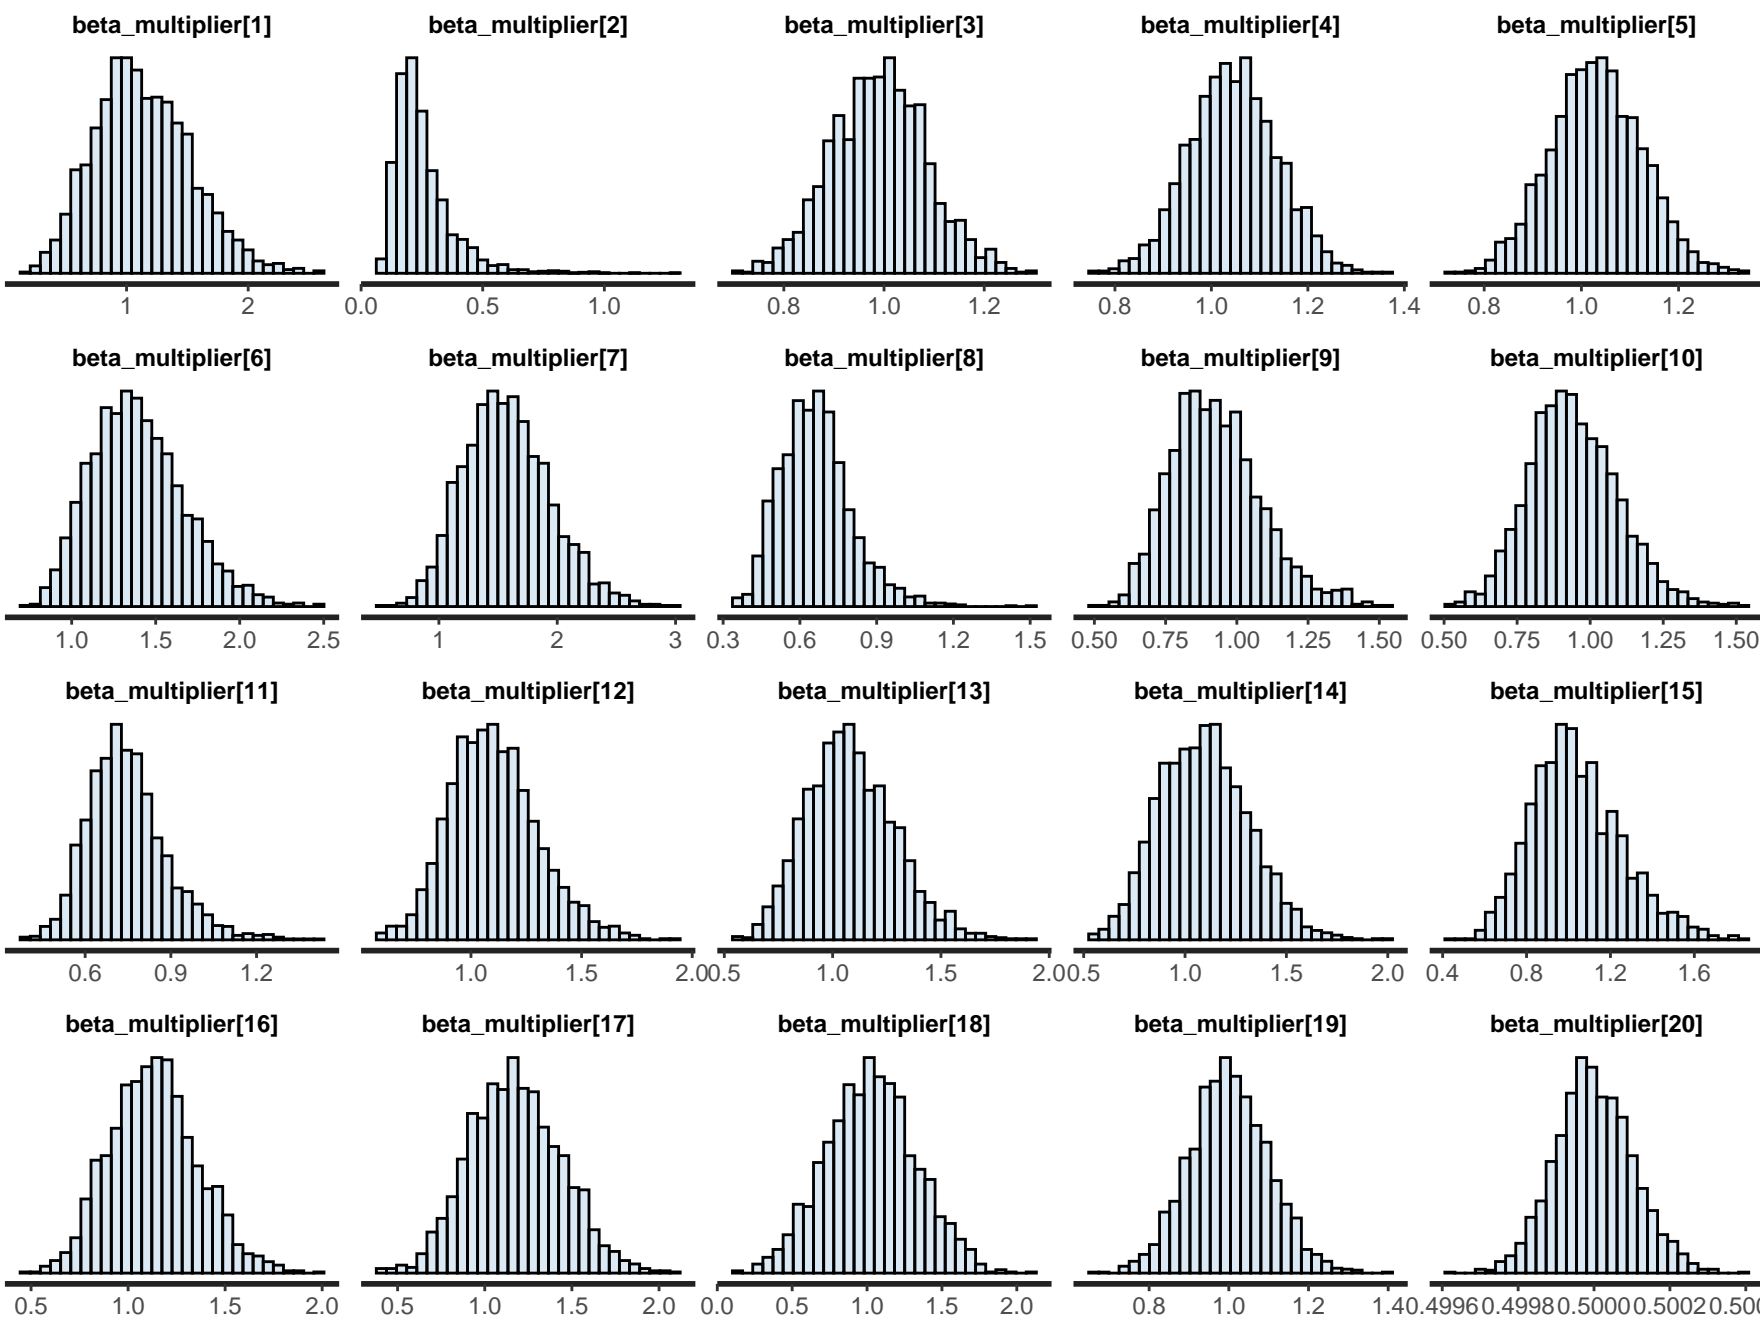 beta_multiplier[1] beta_multiplier[2] beta_multiplier[3] beta_multiplier[4] beta_multiplier[5]
1 2 0.0 0.5 1.0 0.8 1.0 1.2 0.8 1.0 1.2 1.4 0.8 1.0 1.2
beta_multiplier[6] beta_multiplier[7] beta_multiplier[8] beta_multiplier[9] beta_multiplier[10]
1.0 1.5 2.0 2.5 1 2 3 0.3 0.6 0.9 1.2 1.5 0.50 0.75 1.00 1.25 1.50 0.50 0.75 1.00 1.25 1.50
beta_multiplier[11] beta_multiplier[12] beta_multiplier[13] beta_multiplier[14] beta_multiplier[15]
0.6 0.9 1.2 1.0 1.5 2.0 0.5 1.0 1.5 2.0 0.5 1.0 1.5 2.0 0.4 0.8 1.2 1.6
beta_multiplier[16] beta_multiplier[17] beta_multiplier[18] beta_multiplier[19] beta_multiplier[20]
0.5 1.0 1.5 2.0 0.5 1.0 1.5 2.0 0.0 0.5 1.0 1.5 2.0 0.8 1.0 1.2 1.4 0.4996 0.4998 0.5000 0.5002